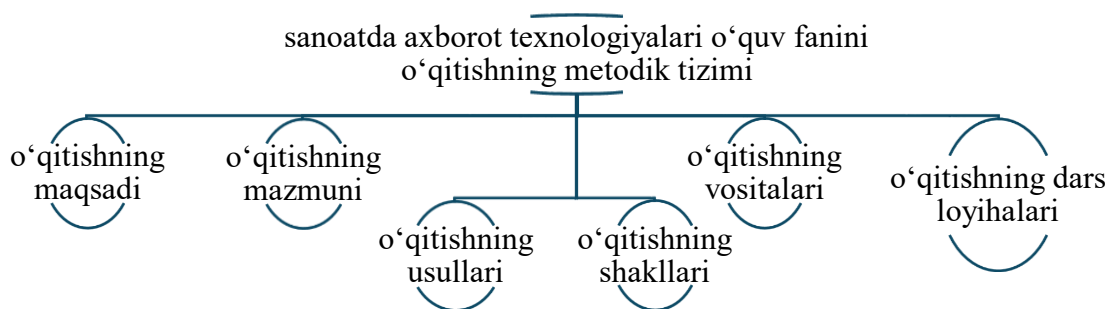 sanoatda axborot texnologiyalari o‘quv fanini
o‘qitishning metodik tizimi
o‘qitishning
maqsadi
o‘qitishning
mazmuni
o‘qitishning
usullari
o‘qitishning
shakllari
o‘qitishning
vositalari
o‘qitishning dars
loyihalari